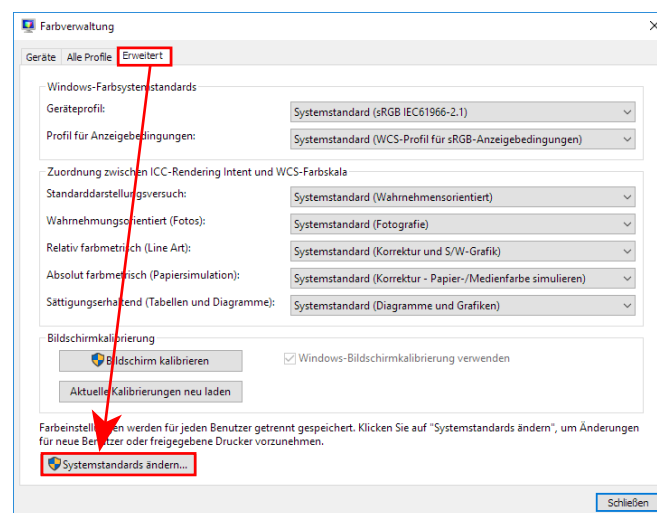 Farbverwaltung
Geräte Alle Profile Erweitert
Windows-Farbsystemstandards
Geräteprofil: Systemstandard (sRGB IEC61966-2.1)
Profil für Anzeigebedingungen: Systemstandard (WCS-Profil für sRGB-Anzeigebedingungen)
Zuordnung zwischen ICC-Rendering Intent und WCS-Farbskala
Standarddarstellungsversuch: Systemstandard (Wahrnehmensorientiert)
Wahrnehmungsorientiert (Fotos): Systemstandard (Fotografie)
Relativ farbmetrisch (Line Art): Systemstandard (Korrektur und S/W-Grafik)
Absolut farbmetrisch (Papiersimulation): Systemstandard (Korrektur - Papier-/Medienfarbe simulieren)
Sättigungserhaltend (Tabellen und Diagramme): Systemstandard (Diagramme und Grafiken)
Bildschirmkalibrierung
Bildschirm kalibrieren Windows-Bildschirmkalibrierung verwenden
Aktuelle Kalibrierungen neu laden
Farbeinstellungen werden für jeden Benutzer getrennt gespeichert. Klicken Sie auf "Systemstandards ändern", um Änderungen
für neue Benutzer oder freigegebene Drucker vorzunehmen.
Systemstandards ändern...
Schließen